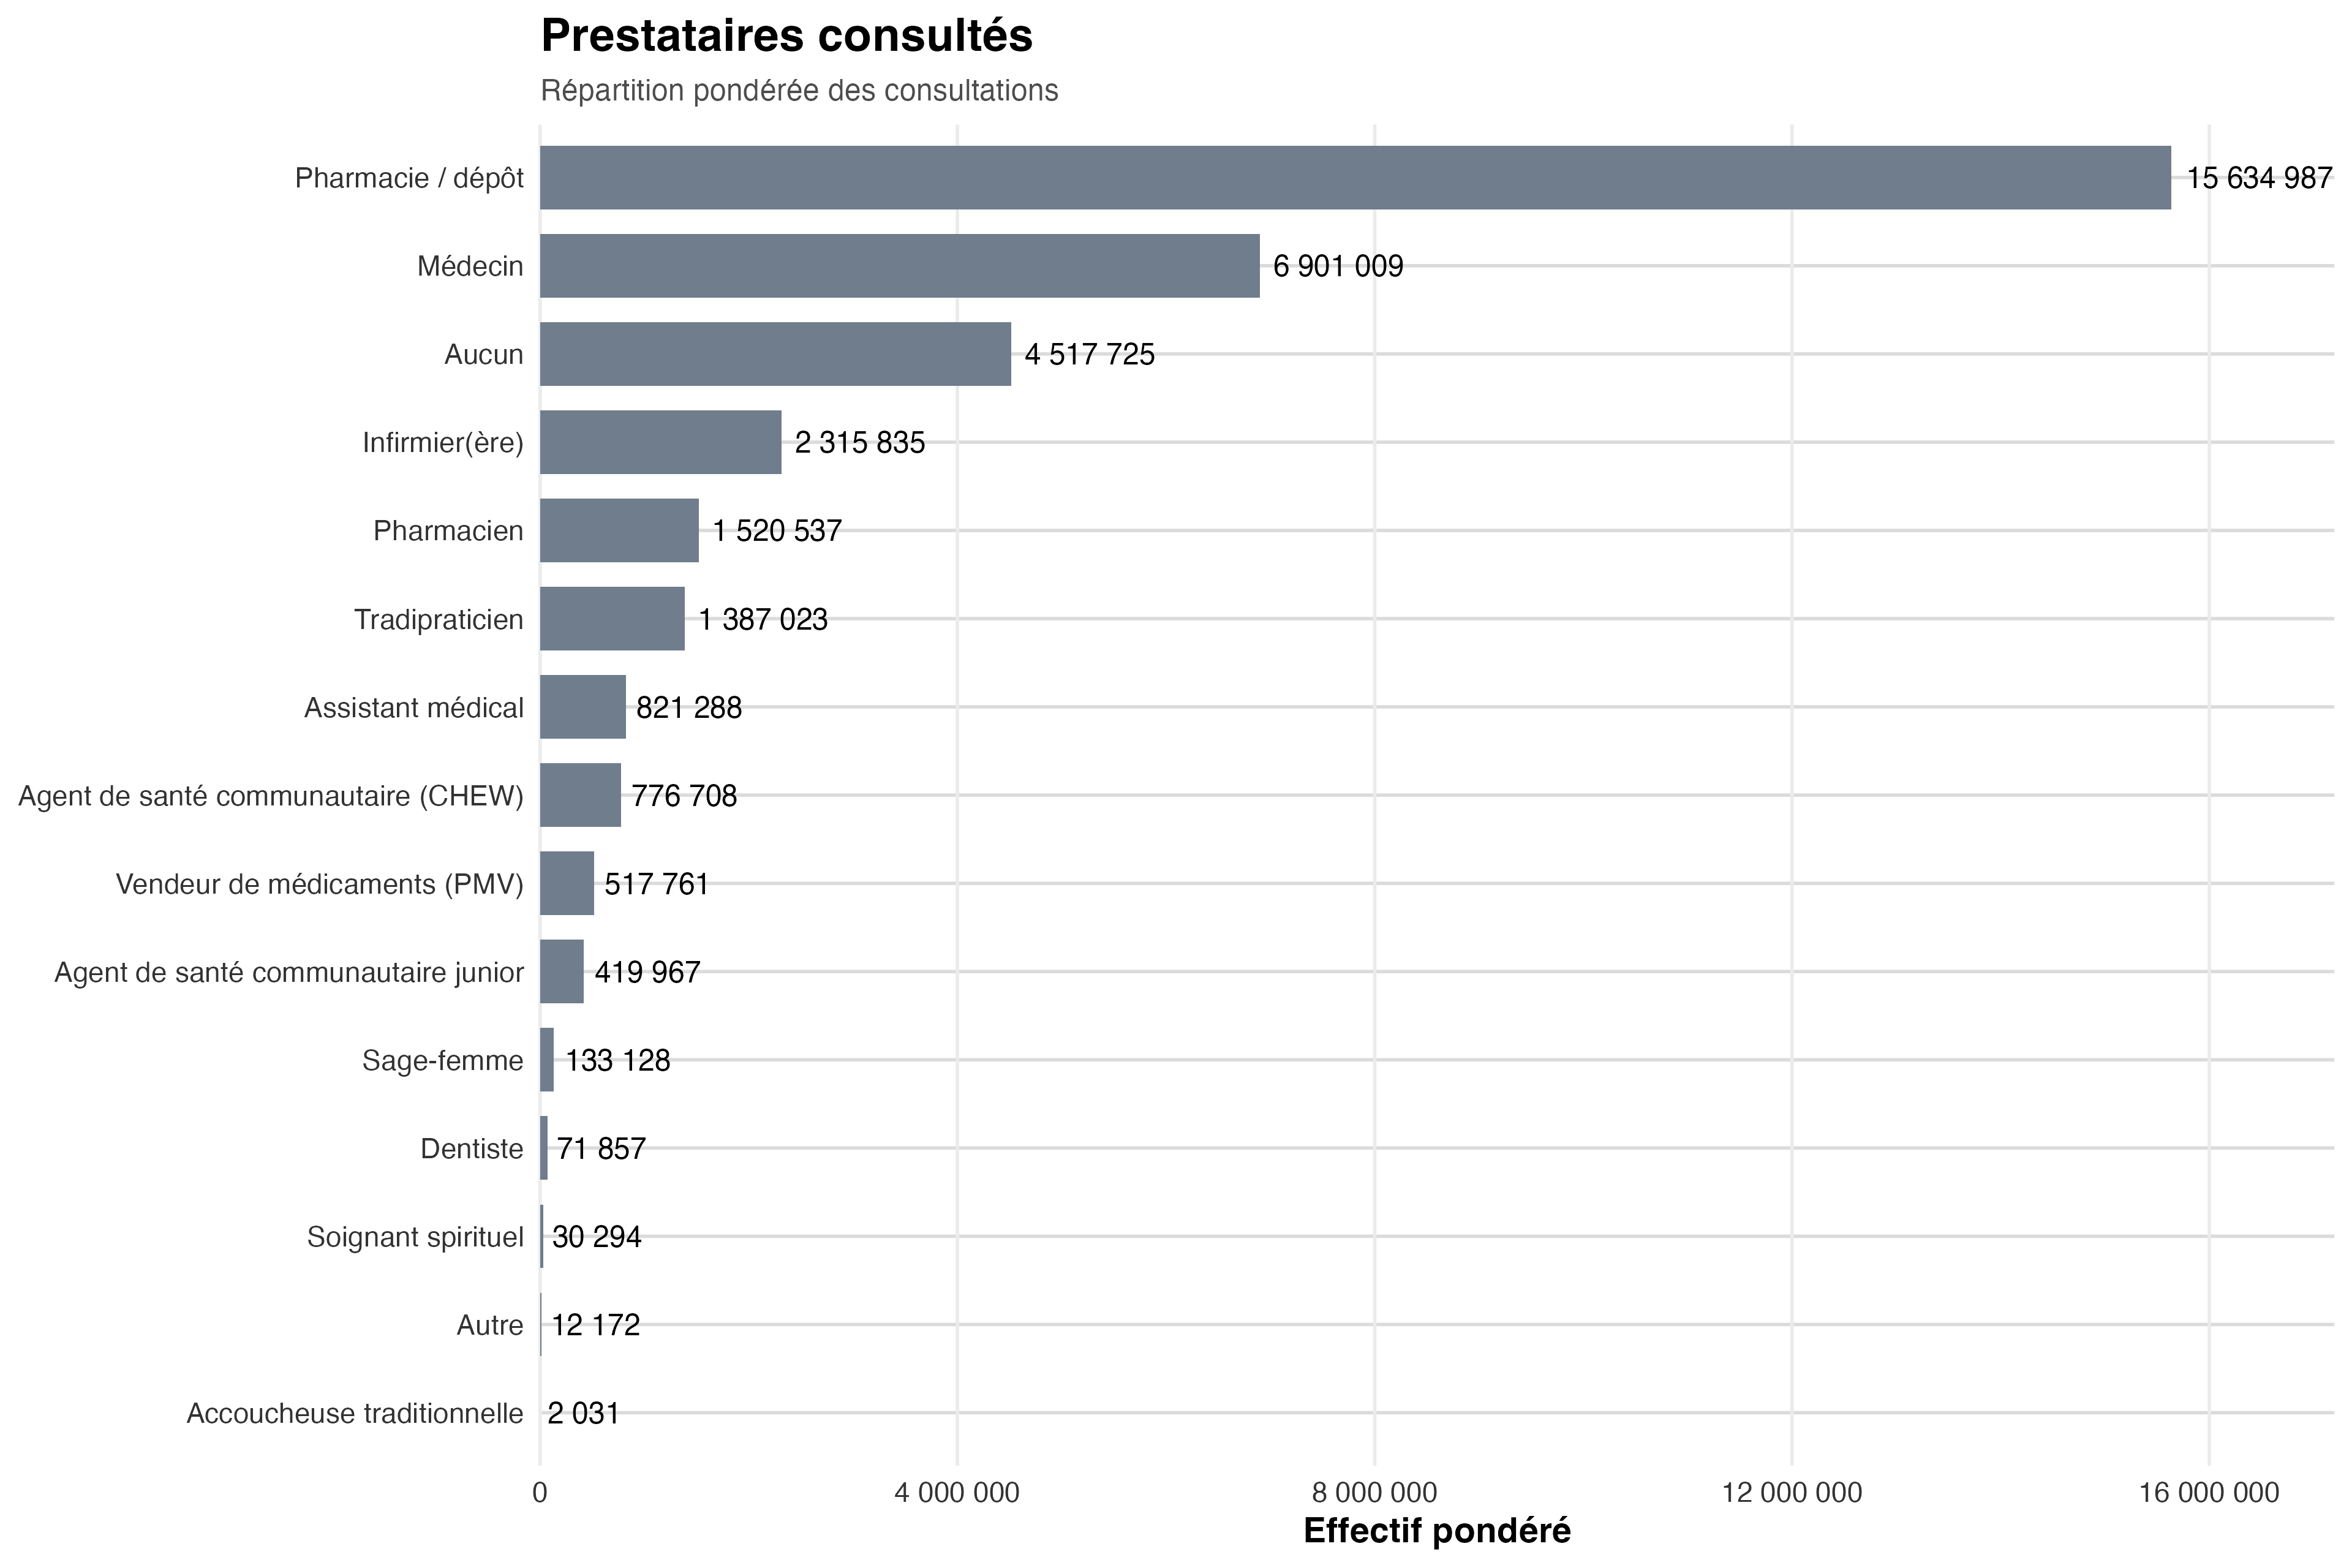 Prestataires consultés
Répartition pondérée des consultations
Pharmacie / dépôt 15 634 987
Médecin 6 901 009
Aucun 4 517 725
Infirmier(ère) 2 315 835
Pharmacien 1 520 537
Tradipraticien 1 387 023
Assistant médical 821 288
Agent de santé communautaire (CHEW) 776 708
Vendeur de médicaments (PMV) 517 761
Agent de santé communautaire junior 419 967
Sage-femme 133 128
Dentiste 71 857
Soignant spirituel 30 294
Autre 12 172
Accoucheuse traditionnelle 2 031
0 4 000 000 8 000 000 12 000 000 16 000 000
Effectif pondéré